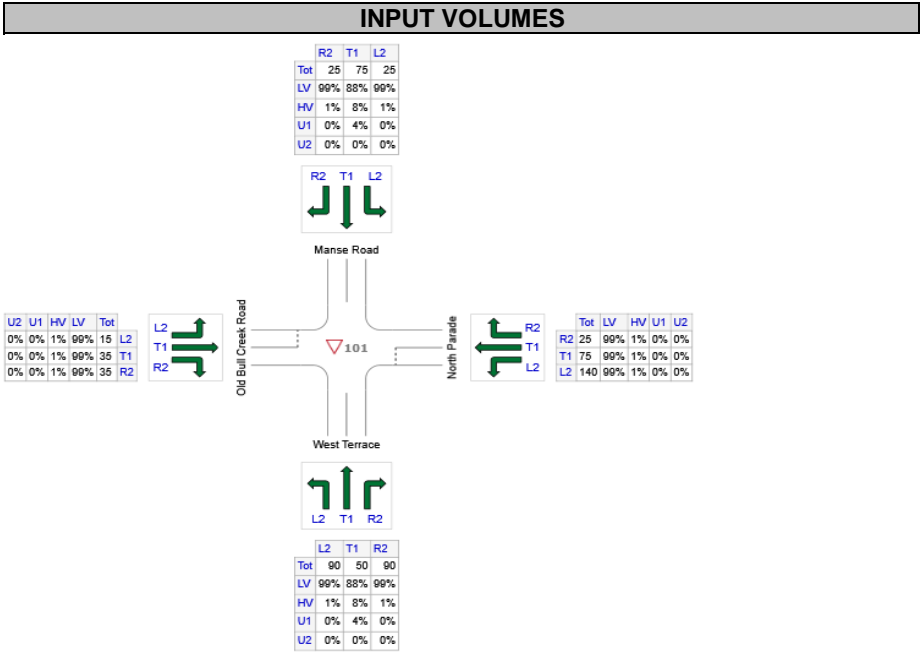 INPUT VOLUMES
R2 T1 L2
Tot 25 75 25
LV 99% 88% 99%
HV 1% 8% 1%
U1 0% 4% 0%
U2 0% 0% 0%
R2 T1 L2
Manse Road
U2 U1 HV LV Tot
0% 0% 1% 99% 15 L2
0% 0% 1% 99% 35 T1
0% 0% 1% 99% 35 R2
L2
T1
R2
Old Bull Creek Road
101
North Parade
R2
T1
L2
Tot LV HV U1 U2
R2 25 99% 1% 0% 0%
T1 75 99% 1% 0% 0%
L2 140 99% 1% 0% 0%
West Terrace
L2 T1 R2
L2 T1 R2
Tot 90 50 90
LV 99% 88% 99%
HV 1% 8% 1%
U1 0% 4% 0%
U2 0% 0% 0%